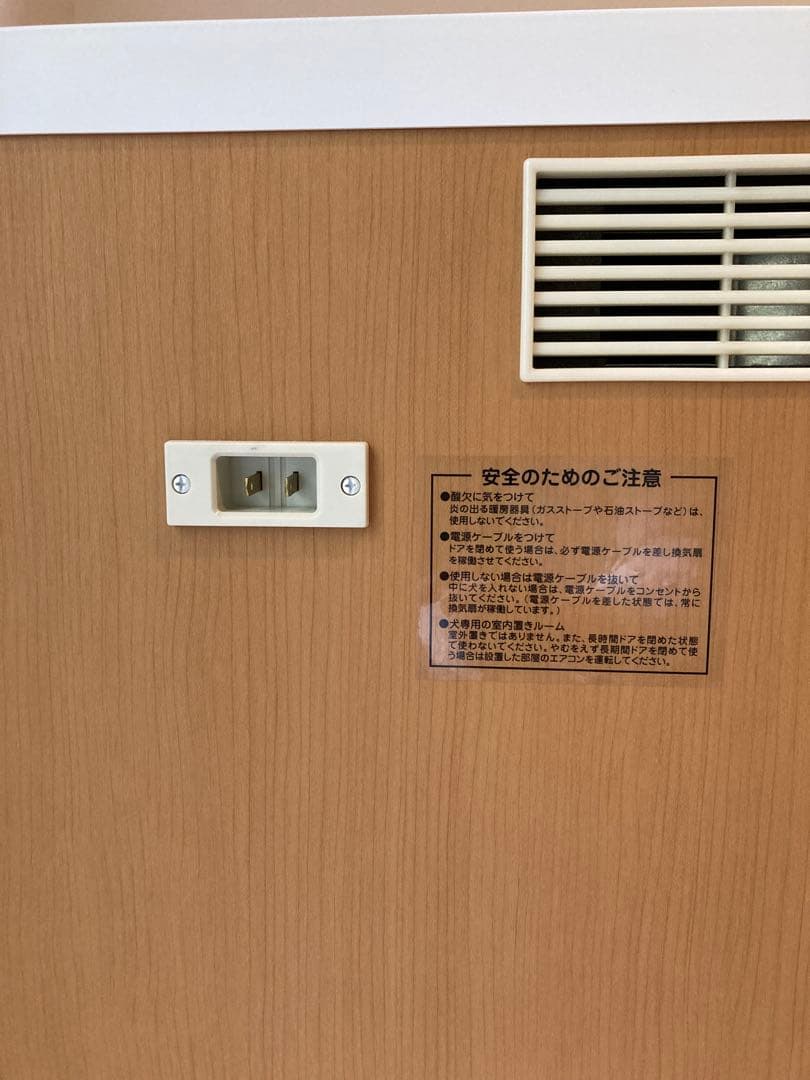 安全のためのご注意
●酸欠に気をつけて
炎の出る暖房器具(ガスストーブや石油ストーブなど)は、
使用しないでください。
●電源ケーブルをつけて
ドアを閉めて使う場合は、必ず電源ケーブルを差し換気扇
を稼働させてください。
●使用しない場合は電源ケーブルを抜いて
中に犬を入れない場合は、電源ケーブルをコンセントから
抜いてください。(電源ケーブルを差した状態では、常に
換気扇が稼働しています。)
●犬専用の室内置きルーム
室外置きではありません。また、長時間ドアを閉めた状態
で使わないでください。やむをえず長期間ドアを閉めて使
う場合は設置した部屋のエアコンを運転してください。